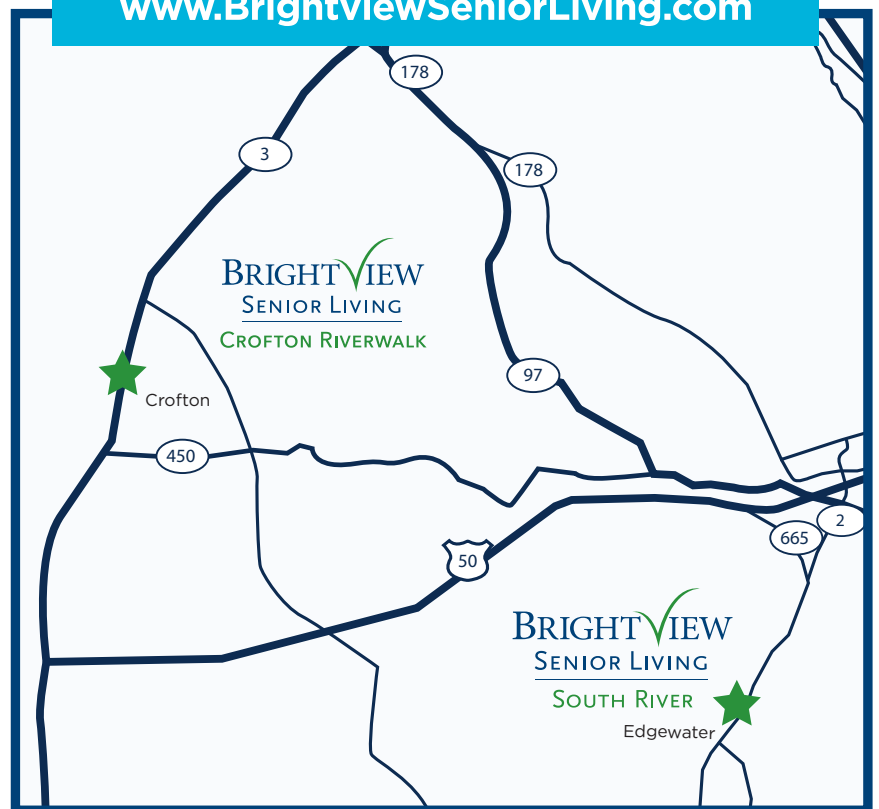 www.BrightviewSeniorLiving.com
178
3
178
BRIGHTVIEW
SENIOR LIVING
CROFTON RIVERWALK
97
Crofton
450
2
665
50
BRIGHTVIEW
SENIOR LIVING
SOUTH RIVER
Edgewater